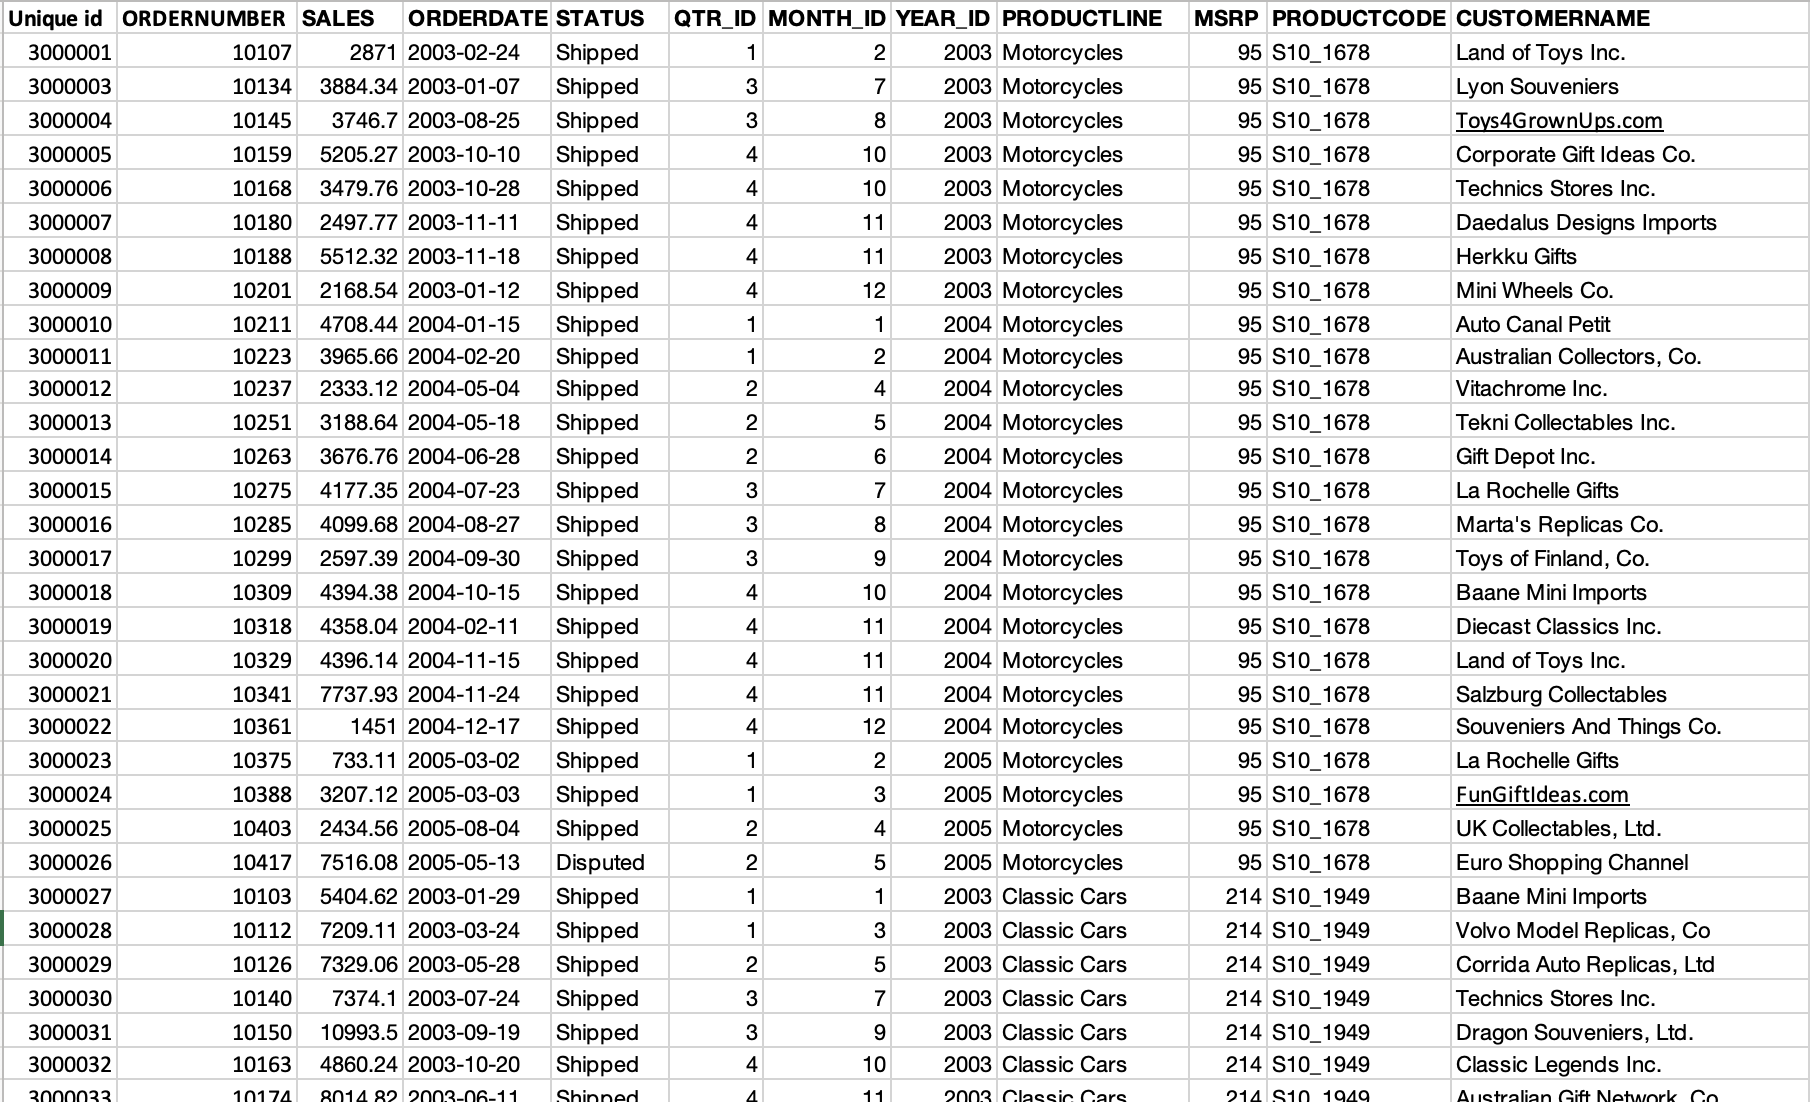 Unique id ORDERNUMBER SALES ORDERDATE STATUS QTR_ID MONTH_ID YEAR_ID PRODUCTLINE MSRP PRODUCTCODE CUSTOMERNAME
3000001 10107 2871 2003-02-24 Shipped 1 2 2003 Motorcycles 95 S10_1678 Land of Toys Inc.
3000003 10134 3884.34 2003-01-07 Shipped 3 7 2003 Motorcycles 95 S10_1678 Lyon Souveniers
3000004 10145 3746.7 2003-08-25 Shipped 3 8 2003 Motorcycles 95 S10_1678 Toys4GrownUps.com
3000005 10159 5205.27 2003-10-10 Shipped 4 10 2003 Motorcycles 95 S10_1678 Corporate Gift Ideas Co.
3000006 10168 3479.76 2003-10-28 Shipped 4 10 2003 Motorcycles 95 S10_1678 Technics Stores Inc.
3000007 10180 2497.77 2003-11-11 Shipped 4 11 2003 Motorcycles 95 S10_1678 Daedalus Designs Imports
3000008 10188 5512.32 2003-11-18 Shipped 4 11 2003 Motorcycles 95 S10_1678 Herkku Gifts
3000009 10201 2168.54 2003-01-12 Shipped 4 12 2003 Motorcycles 95 S10_1678 Mini Wheels Co.
3000010 10211 4708.44 2004-01-15 Shipped 1 1 2004 Motorcycles 95 S10_1678 Auto Canal Petit
3000011 10223 3965.66 2004-02-20 Shipped 1 2 2004 Motorcycles 95 S10_1678 Australian Collectors, Co.
3000012 10237 2333.12 2004-05-04 Shipped 2 4 2004 Motorcycles 95 S10_1678 Vitachrome Inc.
3000013 10251 3188.64 2004-05-18 Shipped 2 5 2004 Motorcycles 95 S10_1678 Tekni Collectables Inc.
3000014 10263 3676.76 2004-06-28 Shipped 2 6 2004 Motorcycles 95 S10_1678 Gift Depot Inc.
3000015 10275 4177.35 2004-07-23 Shipped 3 7 2004 Motorcycles 95 S10_1678 La Rochelle Gifts
3000016 10285 4099.68 2004-08-27 Shipped 3 8 2004 Motorcycles 95 S10_1678 Marta's Replicas Co.
3000017 10299 2597.39 2004-09-30 Shipped 3 9 2004 Motorcycles 95 S10_1678 Toys of Finland, Co.
3000018 10309 4394.38 2004-10-15 Shipped 4 10 2004 Motorcycles 95 S10_1678 Baane Mini Imports
3000019 10318 4358.04 2004-02-11 Shipped 4 11 2004 Motorcycles 95 S10_1678 Diecast Classics Inc.
3000020 10329 4396.14 2004-11-15 Shipped 4 11 2004 Motorcycles 95 S10_1678 Land of Toys Inc.
3000021 10341 7737.93 2004-11-24 Shipped 4 11 2004 Motorcycles 95 S10_1678 Salzburg Collectables
3000022 10361 1451 2004-12-17 Shipped 4 12 2004 Motorcycles 95 S10_1678 Souveniers And Things Co.
3000023 10375 733.11 2005-03-02 Shipped 1 2 2005 Motorcycles 95 S10_1678 La Rochelle Gifts
3000024 10388 3207.12 2005-03-03 Shipped 1 3 2005 Motorcycles 95 S10_1678 FunGiftIdeas.com
3000025 10403 2434.56 2005-08-04 Shipped 2 4 2005 Motorcycles 95 S10_1678 UK Collectables, Ltd.
3000026 10417 7516.08 2005-05-13 Disputed 2 5 2005 Motorcycles 95 S10_1678 Euro Shopping Channel
3000027 10103 5404.62 2003-01-29 Shipped 1 1 2003 Classic Cars 214 S10_1949 Baane Mini Imports
3000028 10112 7209.11 2003-03-24 Shipped 1 3 2003 Classic Cars 214 S10_1949 Volvo Model Replicas, Co
3000029 10126 7329.06 2003-05-28 Shipped 2 5 2003 Classic Cars 214 S10_1949 Corrida Auto Replicas, Ltd
3000030 10140 7374.1 2003-07-24 Shipped 3 7 2003 Classic Cars 214 S10_1949 Technics Stores Inc.
3000031 10150 10993.5 2003-09-19 Shipped 3 9 2003 Classic Cars 214 S10_1949 Dragon Souveniers, Ltd.
3000032 10163 4860.24 2003-10-20 Shipped 4 10 2003 Classic Cars 214 S10_1949 Classic Legends Inc.
3000033 10174 8014.82 2003-06-11 Shipped 4 11 2003 Classic Cars 214 S10_1949 Australian Gift Network, Co